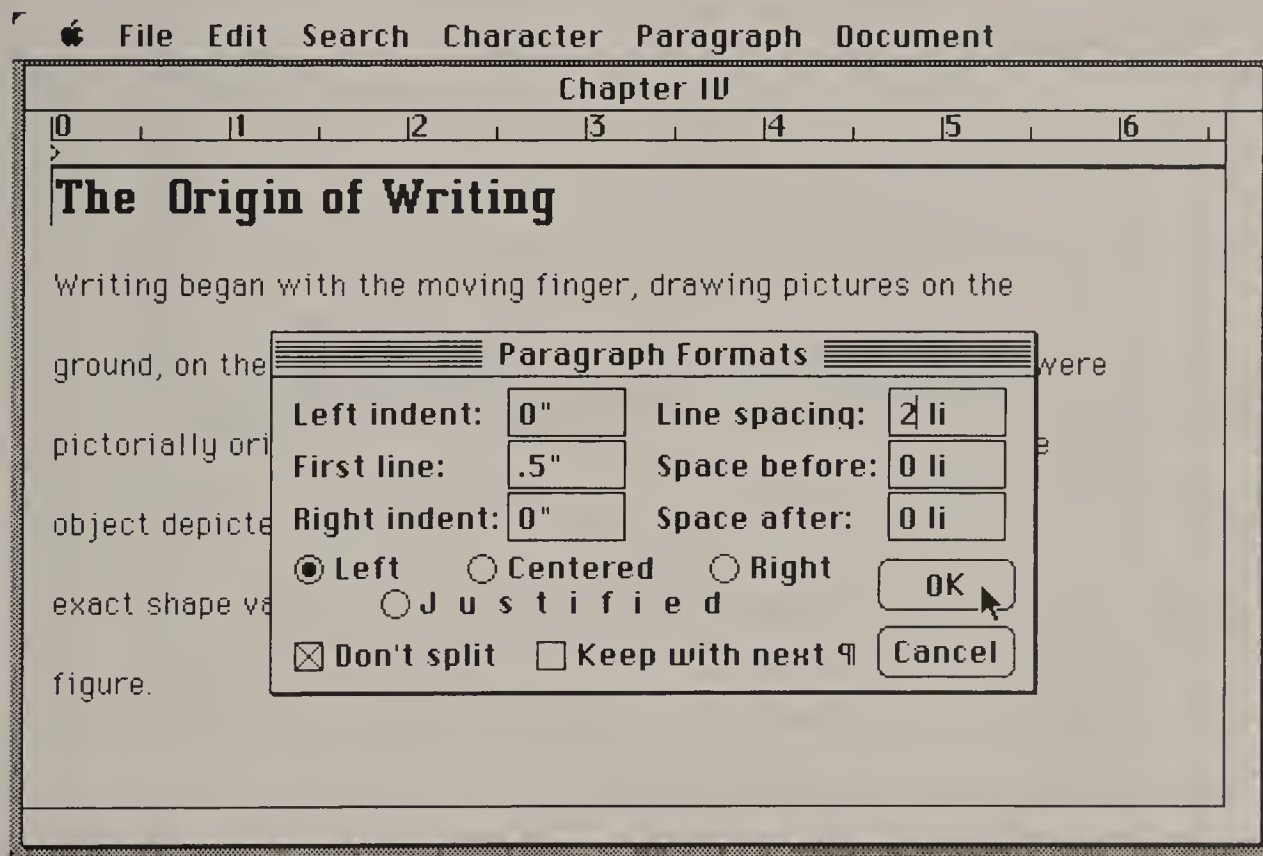 File Edit Search Character Paragraph Document
Chapter IV
0 1 2 3 4 5 6
The Origin of Writing
Writing began with the moving finger, drawing pictures on the
ground, on the were
pictorially ori e
object depicte
exact shape va
figure.
Paragraph Formats
Left indent: 0" Line spacing: 2 li
First line: .5" Space before: 0 li
Right indent: 0" Space after: 0 li
Left Centered Right
Justified
OK
Don't split Keep with next ¶
Cancel